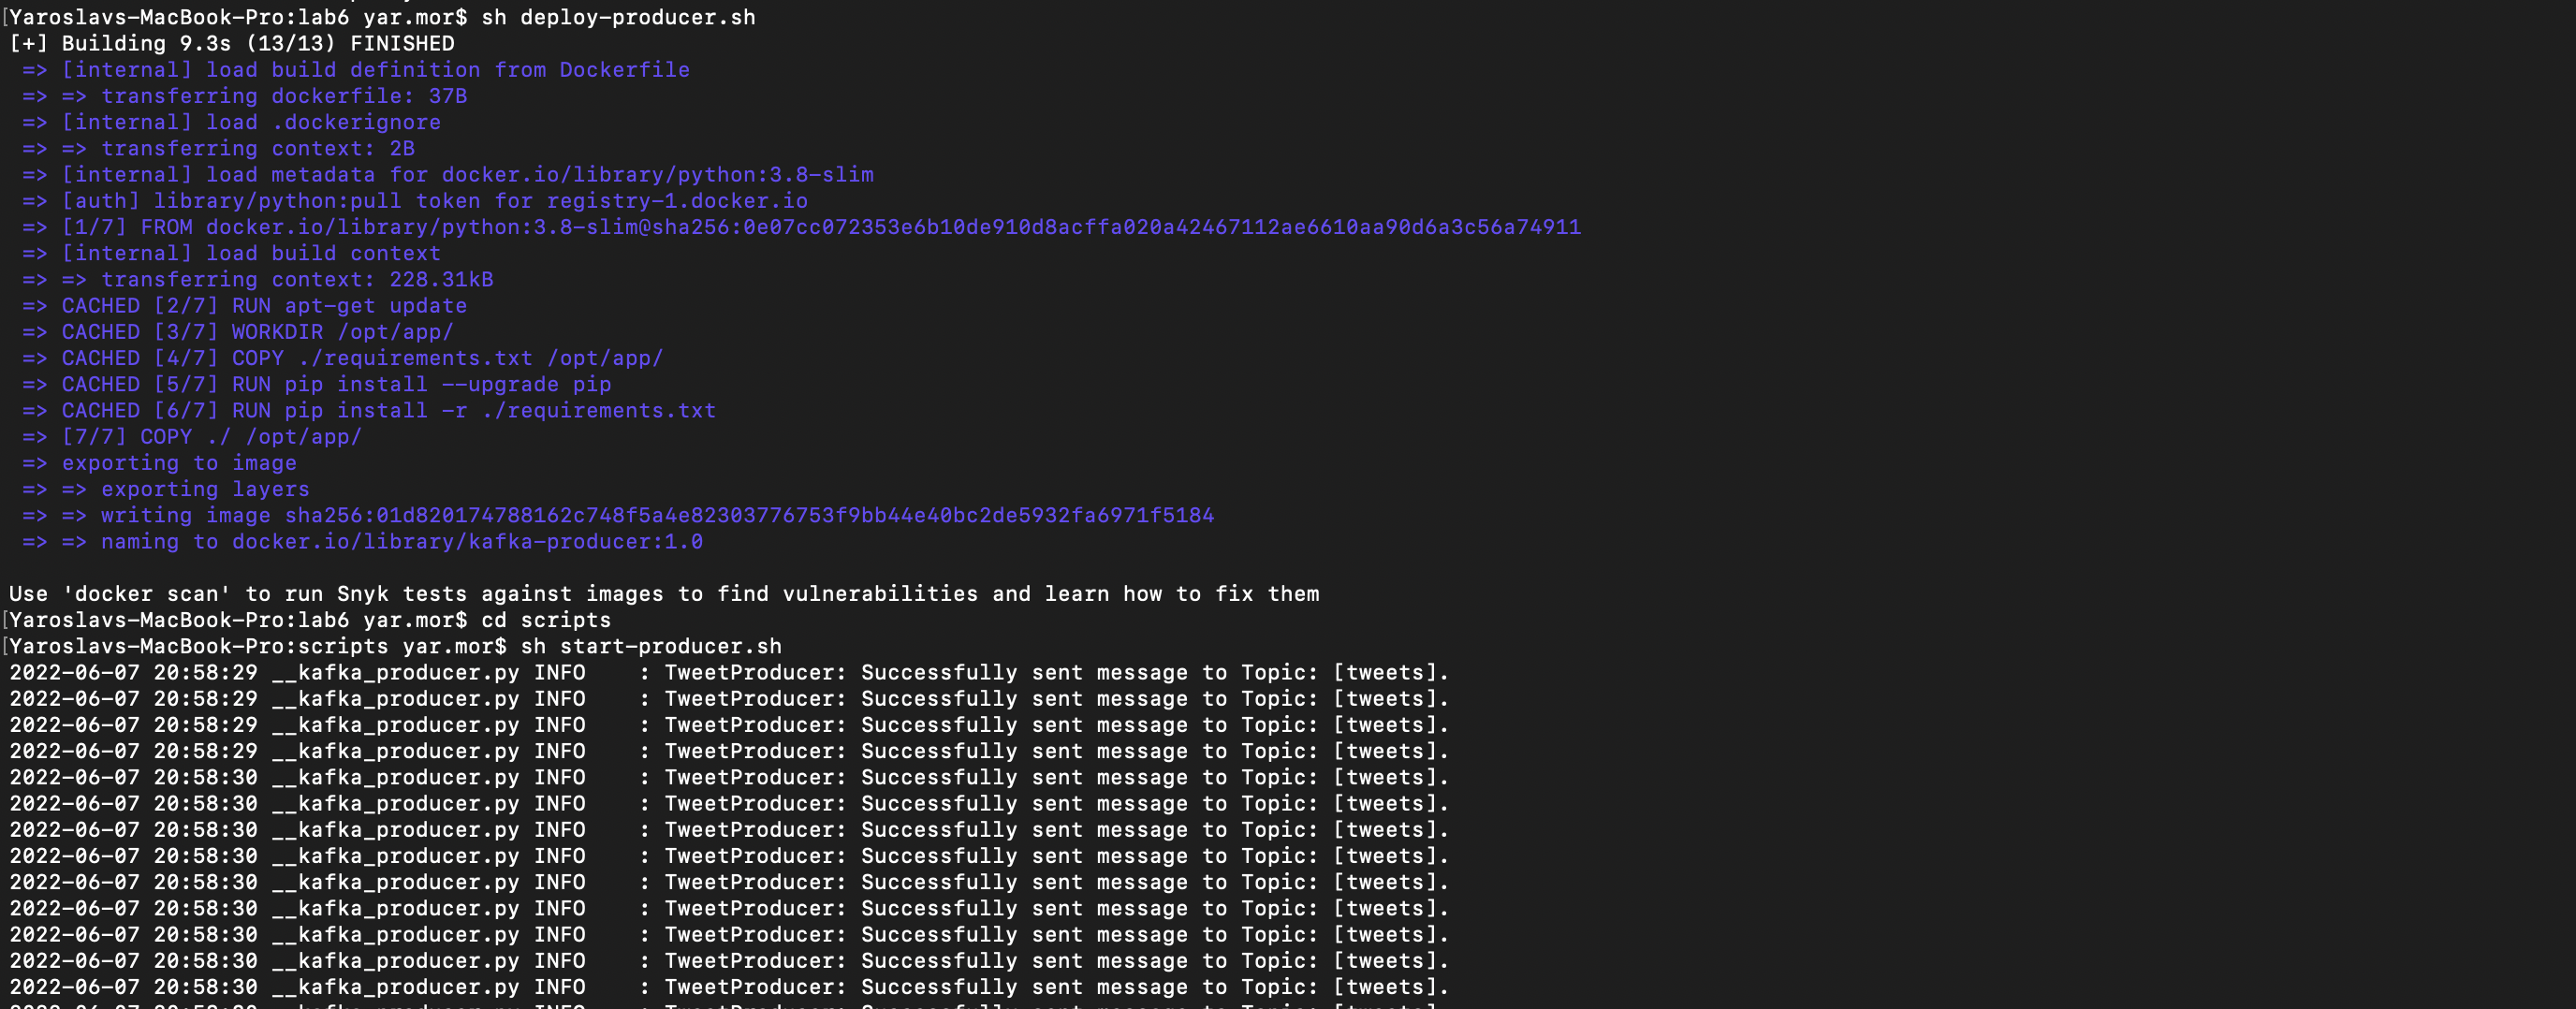 [Yaroslavs-MacBook-Pro:lab6 yar.mor$ sh deploy-producer.sh
[+] Building 9.3s (13/13) FINISHED
=> [internal] load build definition from Dockerfile
=> => transferring dockerfile: 37B
=> [internal] load .dockerignore
=> => transferring context: 2B
=> [internal] load metadata for docker.io/library/python:3.8-slim
=> [auth] library/python:pull token for registry-1.docker.io
=> [1/7] FROM docker.io/library/python:3.8-slim@sha256:0e07cc072353e6b10de910d8acffa020a42467112ae6610aa90d6a3c56a74911
=> [internal] load build context
=> => transferring context: 228.31kB
=> CACHED [2/7] RUN apt-get update
=> CACHED [3/7] WORKDIR /opt/app/
=> CACHED [4/7] COPY ./requirements.txt /opt/app/
=> CACHED [5/7] RUN pip install --upgrade pip
=> CACHED [6/7] RUN pip install -r ./requirements.txt
=> [7/7] COPY ./ /opt/app/
=> exporting to image
=> => exporting layers
=> => writing image sha256:01d820174788162c748f5a4e82303776753f9bb44e40bc2de5932fa6971f5184
=> => naming to docker.io/library/kafka-producer:1.0
Use 'docker scan' to run Snyk tests against images to find vulnerabilities and learn how to fix them
[Yaroslavs-MacBook-Pro:lab6 yar.mor$ cd scripts
[Yaroslavs-MacBook-Pro:scripts yar.mor$ sh start-producer.sh
2022-06-07 20:58:29 __kafka_producer.py INFO    : TweetProducer: Successfully sent message to Topic: [tweets].
2022-06-07 20:58:29 __kafka_producer.py INFO    : TweetProducer: Successfully sent message to Topic: [tweets].
2022-06-07 20:58:29 __kafka_producer.py INFO    : TweetProducer: Successfully sent message to Topic: [tweets].
2022-06-07 20:58:29 __kafka_producer.py INFO    : TweetProducer: Successfully sent message to Topic: [tweets].
2022-06-07 20:58:30 __kafka_producer.py INFO    : TweetProducer: Successfully sent message to Topic: [tweets].
2022-06-07 20:58:30 __kafka_producer.py INFO    : TweetProducer: Successfully sent message to Topic: [tweets].
2022-06-07 20:58:30 __kafka_producer.py INFO    : TweetProducer: Successfully sent message to Topic: [tweets].
2022-06-07 20:58:30 __kafka_producer.py INFO    : TweetProducer: Successfully sent message to Topic: [tweets].
2022-06-07 20:58:30 __kafka_producer.py INFO    : TweetProducer: Successfully sent message to Topic: [tweets].
2022-06-07 20:58:30 __kafka_producer.py INFO    : TweetProducer: Successfully sent message to Topic: [tweets].
2022-06-07 20:58:30 __kafka_producer.py INFO    : TweetProducer: Successfully sent message to Topic: [tweets].
2022-06-07 20:58:30 __kafka_producer.py INFO    : TweetProducer: Successfully sent message to Topic: [tweets].
2022-06-07 20:58:30 __kafka_producer.py INFO    : TweetProducer: Successfully sent message to Topic: [tweets].